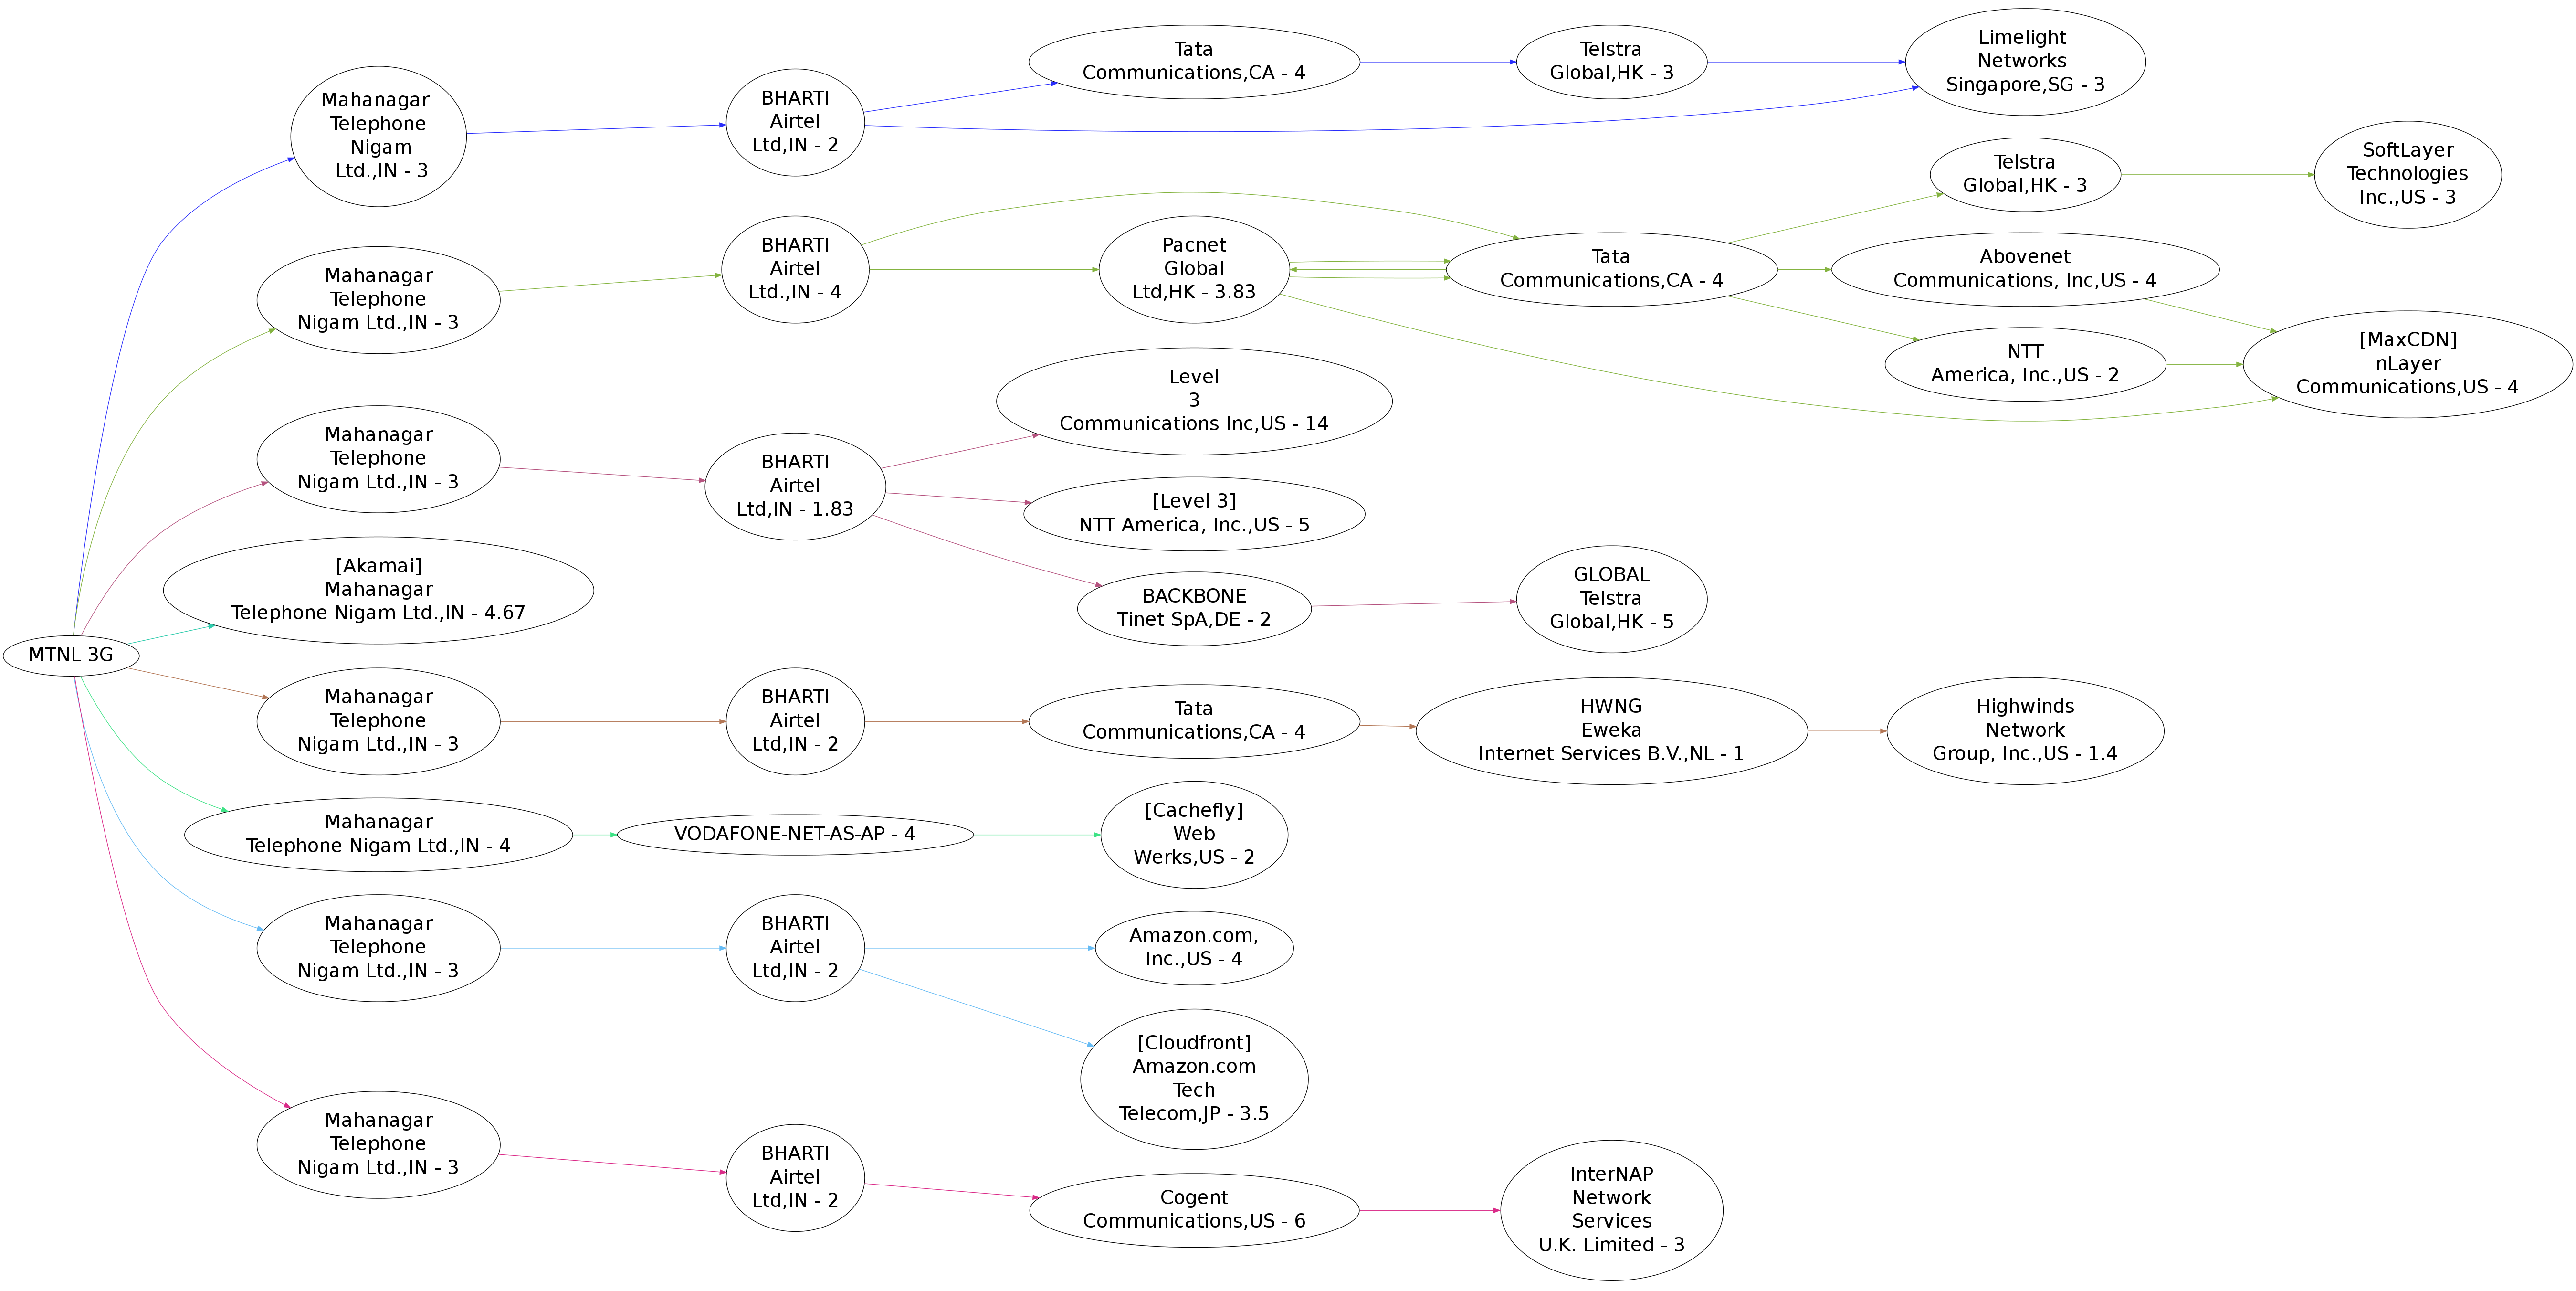 MTNL 3G
Mahanagar
Telephone
Nigam
Ltd.,IN - 3
BHARTI
Airtel
Ltd,IN - 2
Tata
Communications,CA - 4
Telstra
Global,HK - 3
Limelight
Networks
Singapore,SG - 3
Mahanagar
Telephone
Nigam Ltd.,IN - 3
BHARTI
Airtel
Ltd.,IN - 4
Pacnet
Global
Ltd,HK - 3.83
Tata
Communications,CA - 4
Telstra
Global,HK - 3
SoftLayer
Technologies
Inc.,US - 3
Abovenet
Communications, Inc,US - 4
NTT
America, Inc.,US - 2
[MaxCDN]
nLayer
Communications,US - 4
Mahanagar
Telephone
Nigam Ltd.,IN - 3
BHARTI
Airtel
Ltd,IN - 1.83
Level
3
Communications Inc,US - 14
[Level 3]
NTT America, Inc.,US - 5
BACKBONE
Tinet SpA,DE - 2
GLOBAL
Telstra
Global,HK - 5
[Akamai]
Mahanagar
Telephone Nigam Ltd.,IN - 4.67
Mahanagar
Telephone
Nigam Ltd.,IN - 3
BHARTI
Airtel
Ltd,IN - 2
Tata
Communications,CA - 4
HWNG
Eweka
Internet Services B.V.,NL - 1
Highwinds
Network
Group, Inc.,US - 1.4
Mahanagar
Telephone Nigam Ltd.,IN - 4
VODAFONE-NET-AS-AP - 4
[Cachefly]
Web
Werks,US - 2
Mahanagar
Telephone
Nigam Ltd.,IN - 3
BHARTI
Airtel
Ltd,IN - 2
Amazon.com,
Inc.,US - 4
[Cloudfront]
Amazon.com
Tech
Telecom,JP - 3.5
Mahanagar
Telephone
Nigam Ltd.,IN - 3
BHARTI
Airtel
Ltd,IN - 2
Cogent
Communications,US - 6
InterNAP
Network
Services
U.K. Limited - 3